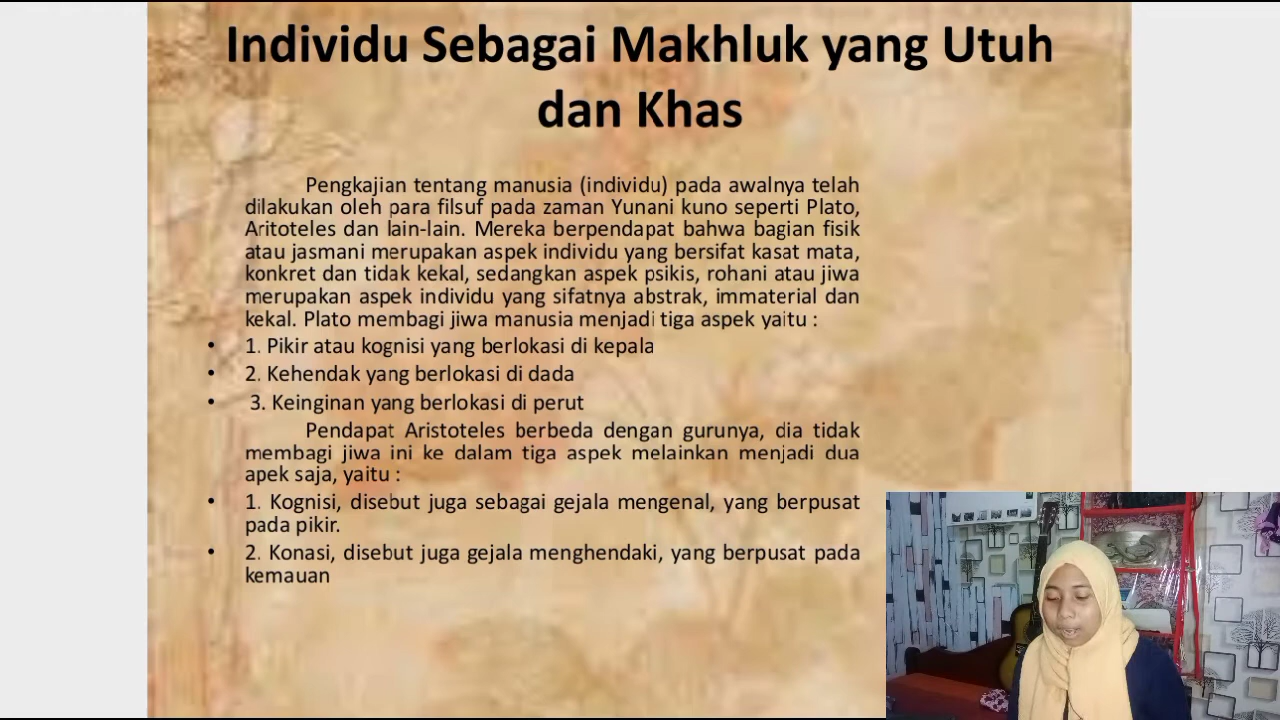 Individu Sebagai Makhluk yang Utuh
dan Khas
Pengkajian tentang manusia (individu) pada awalnya telah
dilakukan oleh para filsuf pada zaman Yunani kuno seperti Plato,
Aritoteles dan lain-lain. Mereka berpendapat bahwa bagian fisik
atau jasmani merupakan aspek individu yang bersifat kasat mata,
konkret dan tidak kekal, sedangkan aspek psikis, rohani atau jiwa
merupakan aspek individu yang sifatnya abstrak, immaterial dan
kekal. Plato membagi jiwa manusia menjadi tiga aspek yaitu :
• 1. Pikir atau kognisi yang berlokasi di kepala
• 2. Kehendak yang berlokasi di dada
• 3. Keinginan yang berlokasi di perut
Pendapat Aristoteles berbeda dengan gurunya, dia tidak
membagi jiwa ini ke dalam tiga aspek melainkan menjadi dua
apek saja, yaitu :
• 1. Kognisi, disebut juga sebagai gejala mengenal, yang berpusat
pada pikir.
• 2. Konasi, disebut juga gejala menghendaki, yang berpusat pada
kemauan